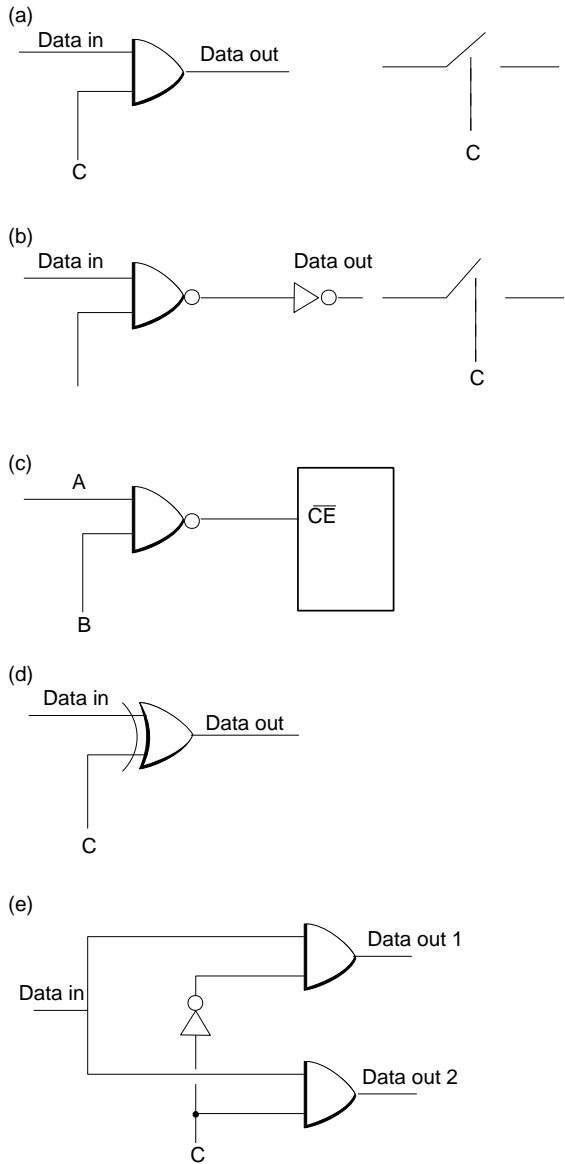 (a)
Data in
Data out
C
C
(b)
Data in
Data out
C
(c)
A
C̅E̅
B
(d)
Data in
Data out
C
(e)
Data out 1
Data in
Data out 2
C